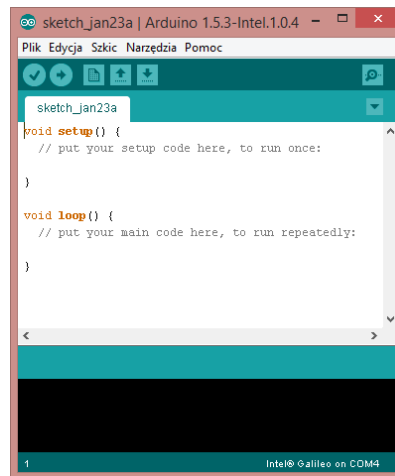 sketch_jan23a | Arduino 1.5.3-Intel.1.0.4
Plik Edycja Szkic Narzędzia Pomoc
sketch_jan23a
void setup() {
// put your setup code here, to run once:
}
void loop() {
// put your main code here, to run repeatedly:
}
1 Intel® Galileo on COM4